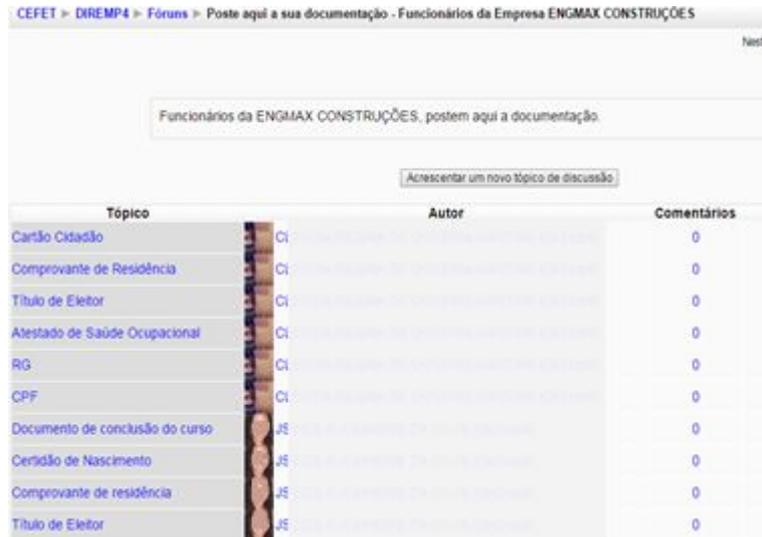 CEFET ► DIREMP4 ► Fóruns ► Poste aqui a sua documentação - Funcionários da Empresa ENGMAX CONSTRUÇÕES
Funcionários da ENGMAX CONSTRUÇÕES, postem aqui a documentação.
Acrescentar um novo tópico de discussão
Tópico Autor Comentários
Cartão Cidadão 0
Comprovante de Residência 0
Título de Eleitor 0
Atestado de Saúde Ocupacional 0
RG 0
CPF 0
Documento de conclusão do curso 0
Certidão de Nascimento 0
Comprovante de residência 0
Título de Eleitor 0